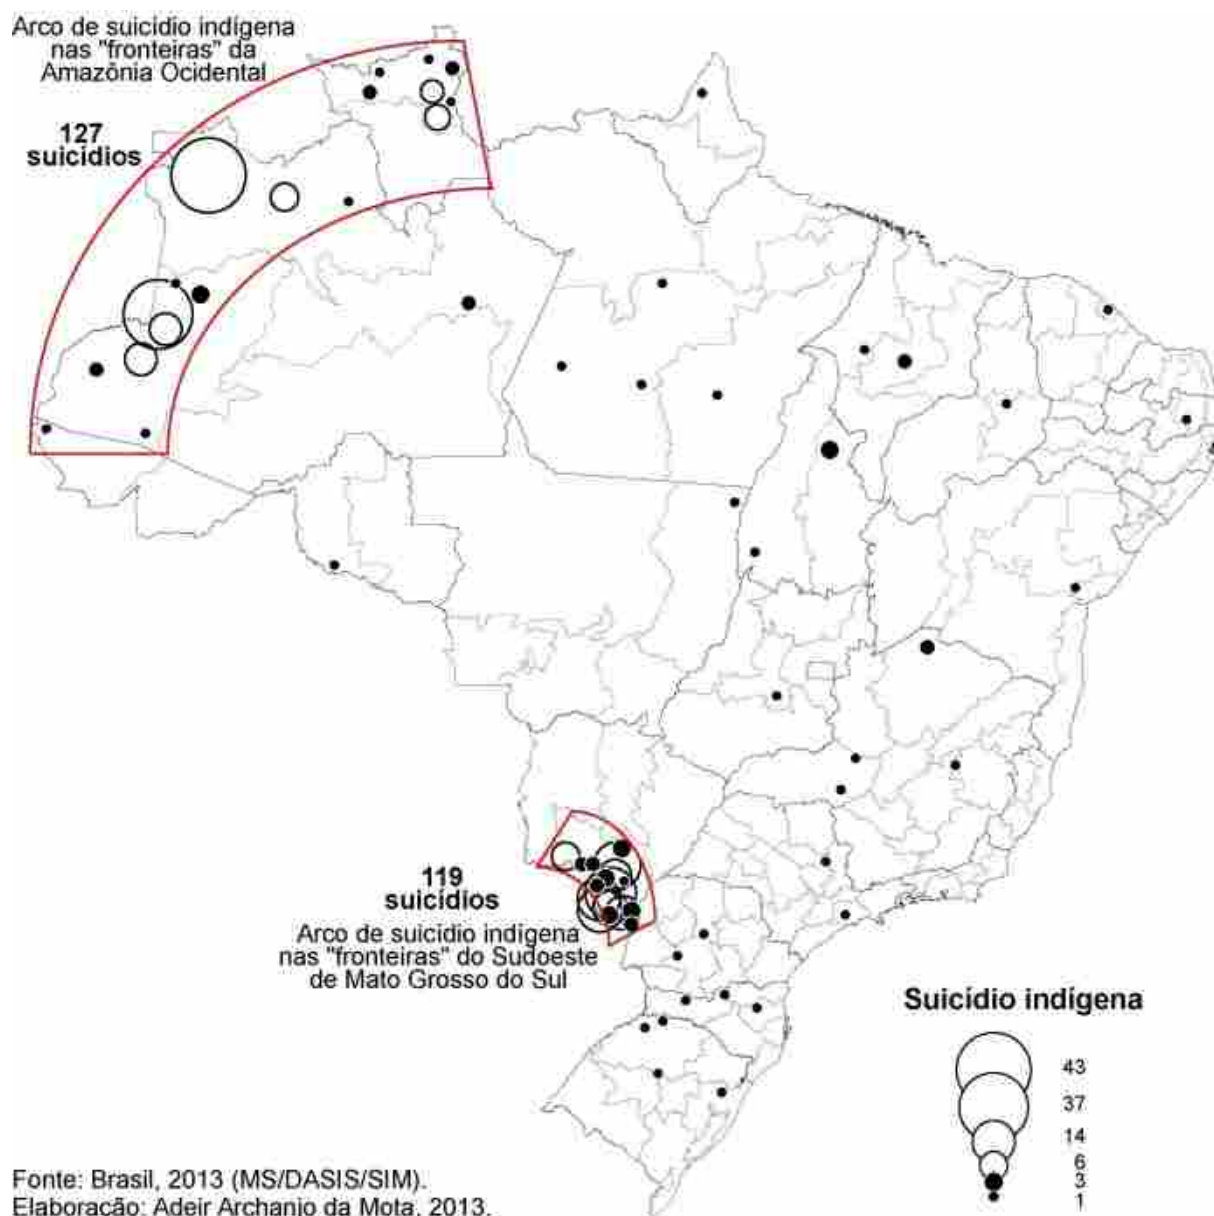 Arco de suicídio indígena
nas "fronteiras" da
Amazônia Ocidental
127
suicídios
119
suicídios
Arco de suicídio indígena
nas "fronteiras" do Sudoeste
de Mato Grosso do Sul
Suicídio indígena
43
37
14
6
3
1
Fonte: Brasil, 2013 (MS/DASIS/SIM).
Elaboração: Adeir Archanjo da Mota, 2013.